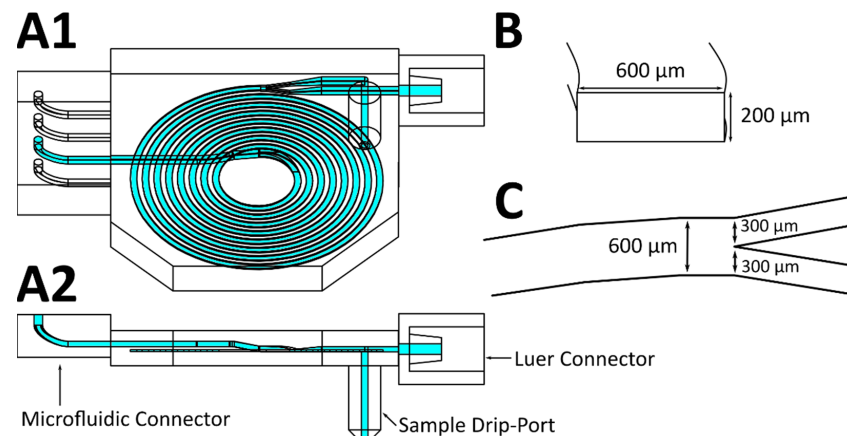 A1
B
600 µm
200 µm
C
600 µm
300 µm
300 µm
A2
Luer Connector
Microfluidic Connector
Sample Drip-Port